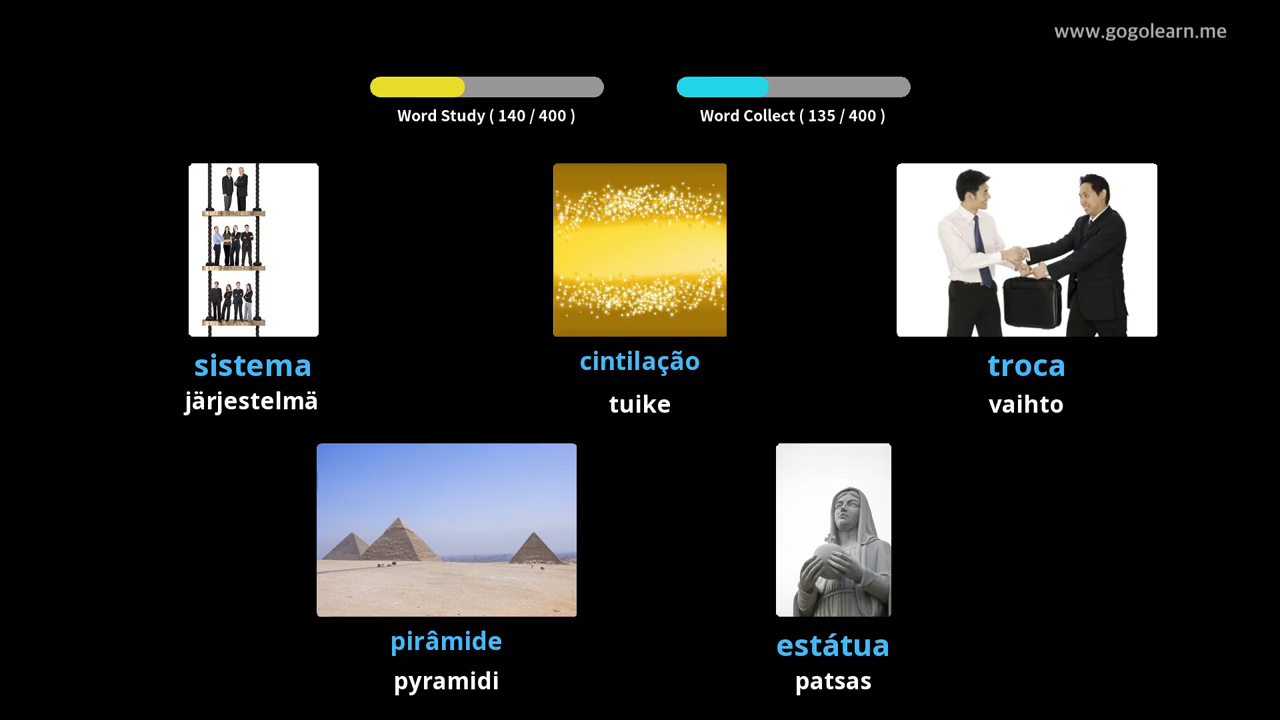 www.gogolearn.me
Word Study ( 140 / 400 )
Word Collect ( 135 / 400 )
sistema
järjestelmä
cintilação
tuike
troca
vaihto
pirâmide
pyramidi
estátua
patsas